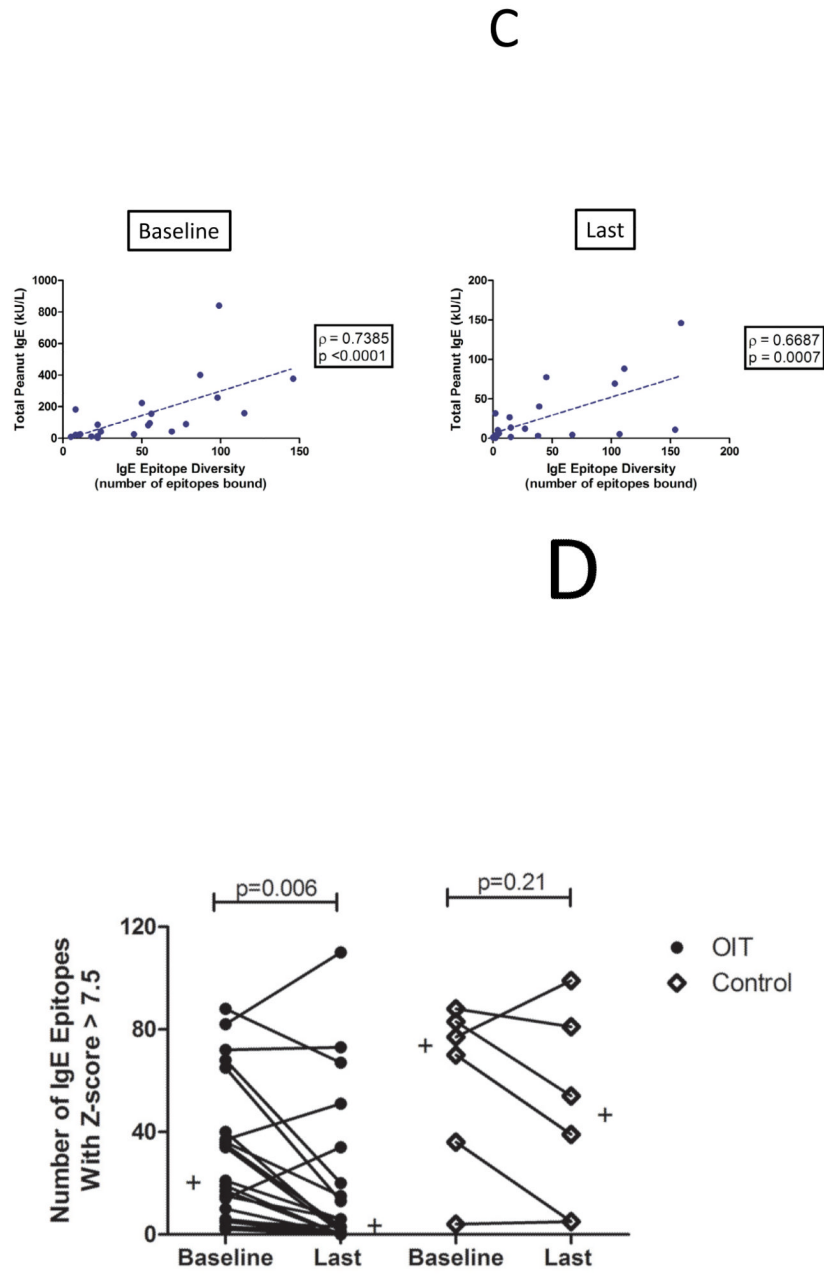 C
Baseline
Last
Total Peanut IgE (kU/L)
1000
800
600
400
200
0
0 50 100 150
IgE Epitope Diversity
(number of epitopes bound)
ρ = 0.7385
p <0.0001
Total Peanut IgE (kU/L)
200
150
100
50
0
0 50 100 150 200
IgE Epitope Diversity
(number of epitopes bound)
ρ = 0.6687
p = 0.0007
D
p=0.006
p=0.21
Number of IgE Epitopes
With Z-score > 7.5
120
80
40
0
Baseline Last Baseline Last
OIT
Control